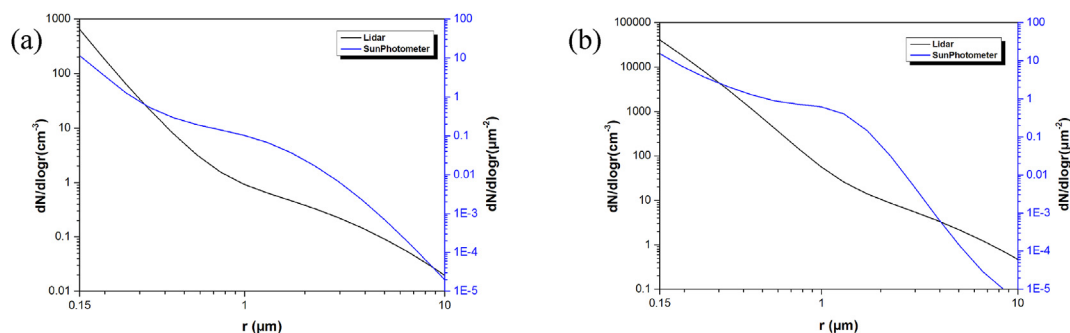 (a)
1000
100
10
1
0.1
0.01
dN/dlogr(cm⁻³)
Lidar
SunPhotometer
100
10
1
0.1
0.01
1E-3
1E-4
1E-5
dN/dlogr(μm⁻²)
0.15
1
10
r (μm)
(b)
100000
10000
1000
100
10
1
0.1
dN/dlogr(cm⁻³)
Lidar
SunPhotometer
100
10
1
0.1
0.01
1E-3
1E-4
1E-5
dN/dlogr(μm⁻²)
0.15
1
10
r (μm)